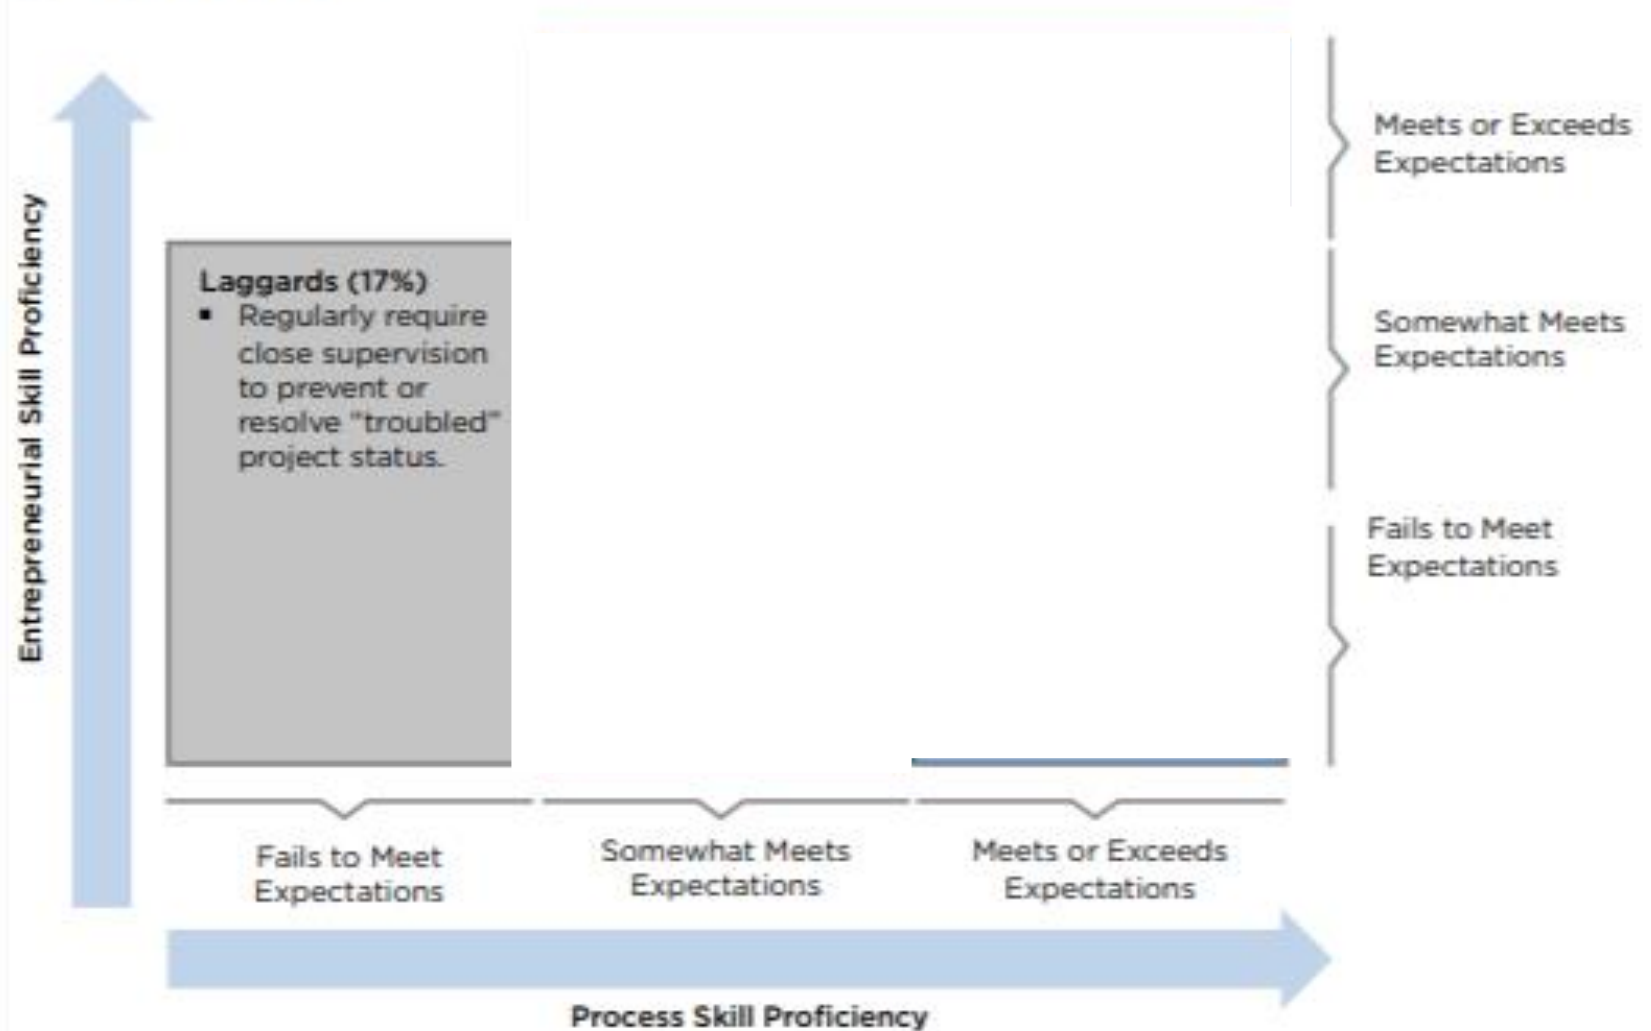 Entrepreneurial Skill Proficiency
Laggards (17%)
▪ Regularly require
close supervision
to prevent or
resolve "troubled"
project status.
Meets or Exceeds
Expectations
Somewhat Meets
Expectations
Fails to Meet
Expectations
Fails to Meet
Expectations
Somewhat Meets
Expectations
Meets or Exceeds
Expectations
Process Skill Proficiency